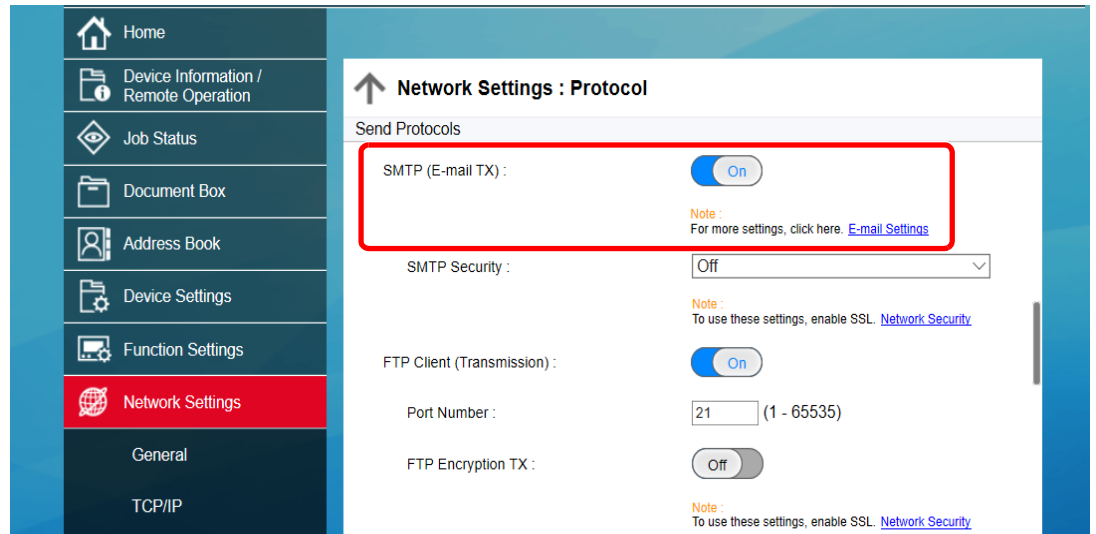 Home
Device Information /
Remote Operation
Job Status
Document Box
Address Book
Device Settings
Function Settings
Network Settings
General
TCP/IP
Network Settings : Protocol
Send Protocols
SMTP (E-mail TX) : On
Note :
For more settings, click here. E-mail Settings
SMTP Security : Off
Note :
To use these settings, enable SSL. Network Security
FTP Client (Transmission) : On
Port Number : 21 (1 - 65535)
FTP Encryption TX : Off
Note :
To use these settings, enable SSL. Network Security